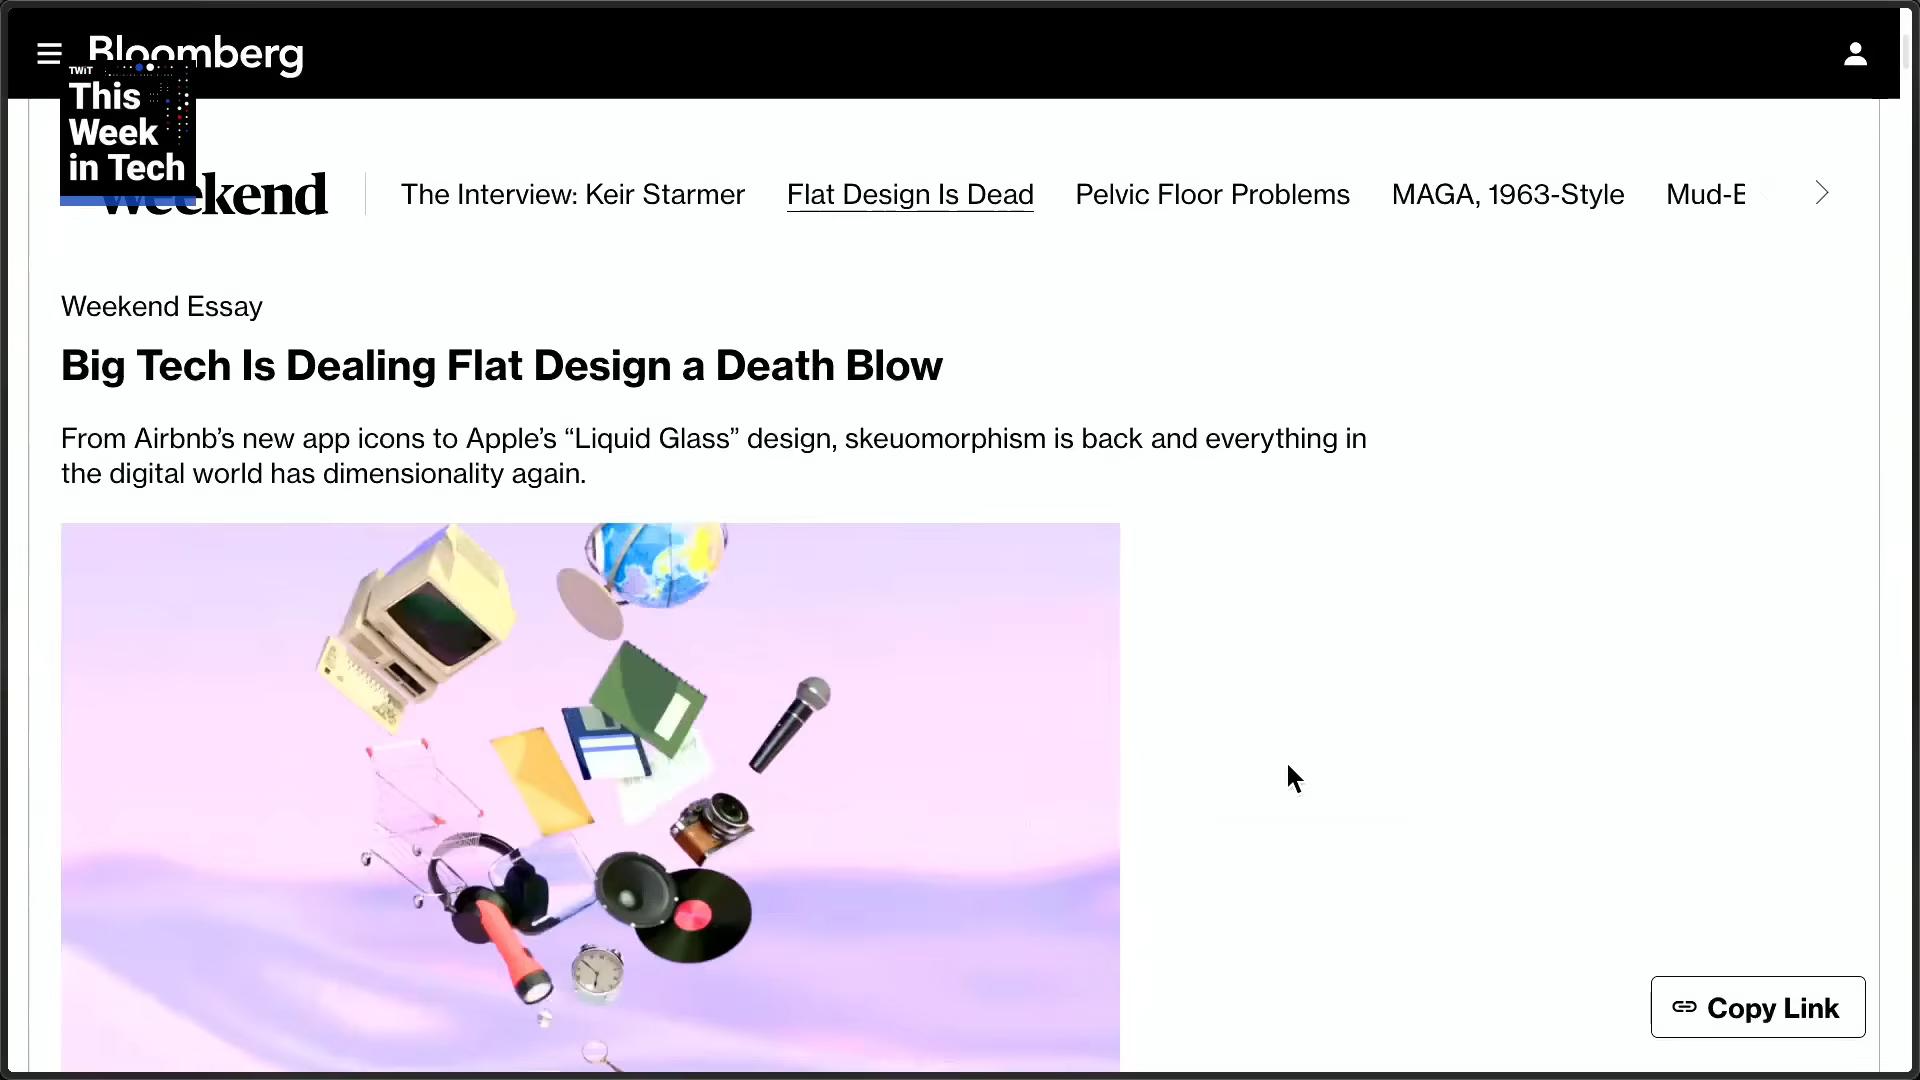 Bloomberg
TWiT
This
Week
in Tech
Weekend
The Interview: Keir Starmer
Flat Design Is Dead
Pelvic Floor Problems
MAGA, 1963-Style
Mud-E
Weekend Essay
Big Tech Is Dealing Flat Design a Death Blow
From Airbnb’s new app icons to Apple’s “Liquid Glass” design, skeuomorphism is back and everything in
the digital world has dimensionality again.
Copy Link